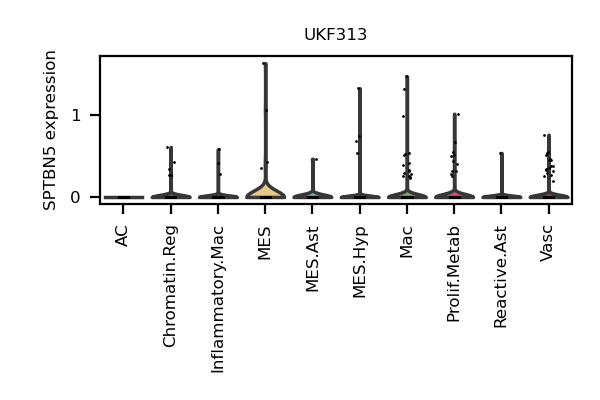 UKF313
SPTBN5 expression
1
0
AC
Chromatin.Reg
Inflammatory.Mac
MES
MES.Ast
MES.Hyp
Mac
Prolif.Metab
Reactive.Ast
Vasc